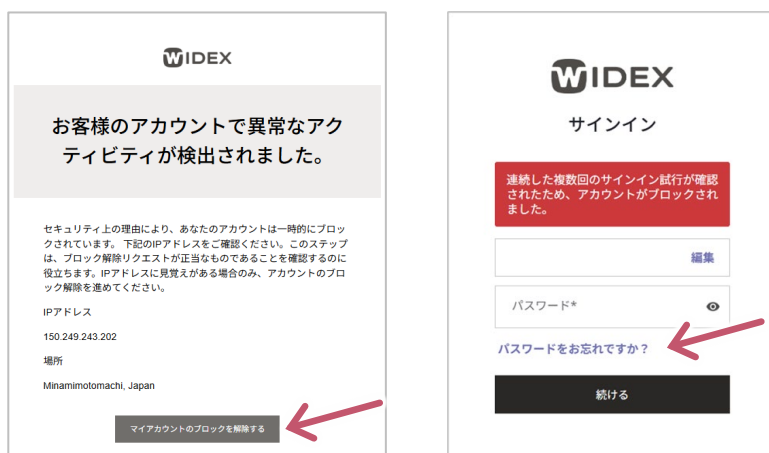 WIDEX
お客様のアカウントで異常なアク
ティビティが検出されました。
セキュリティ上の理由により、あなたのアカウントは一時的にブロッ
クされています。 下記のIPアドレスをご確認ください。このステップ
は、ブロック解除リクエストが正当なものであることを確認するのに
役立ちます。IPアドレスに見覚えがある場合のみ、アカウントのブロ
ック解除を進めてください。
IPアドレス
150.249.243.202
場所
Minamimotomachi, Japan
マイアカウントのブロックを解除する
WIDEX
サインイン
連続した複数回のサインイン試行が確認
されたため、アカウントがブロックされ
ました。
編集
パスワード*
パスワードをお忘れですか？
続ける